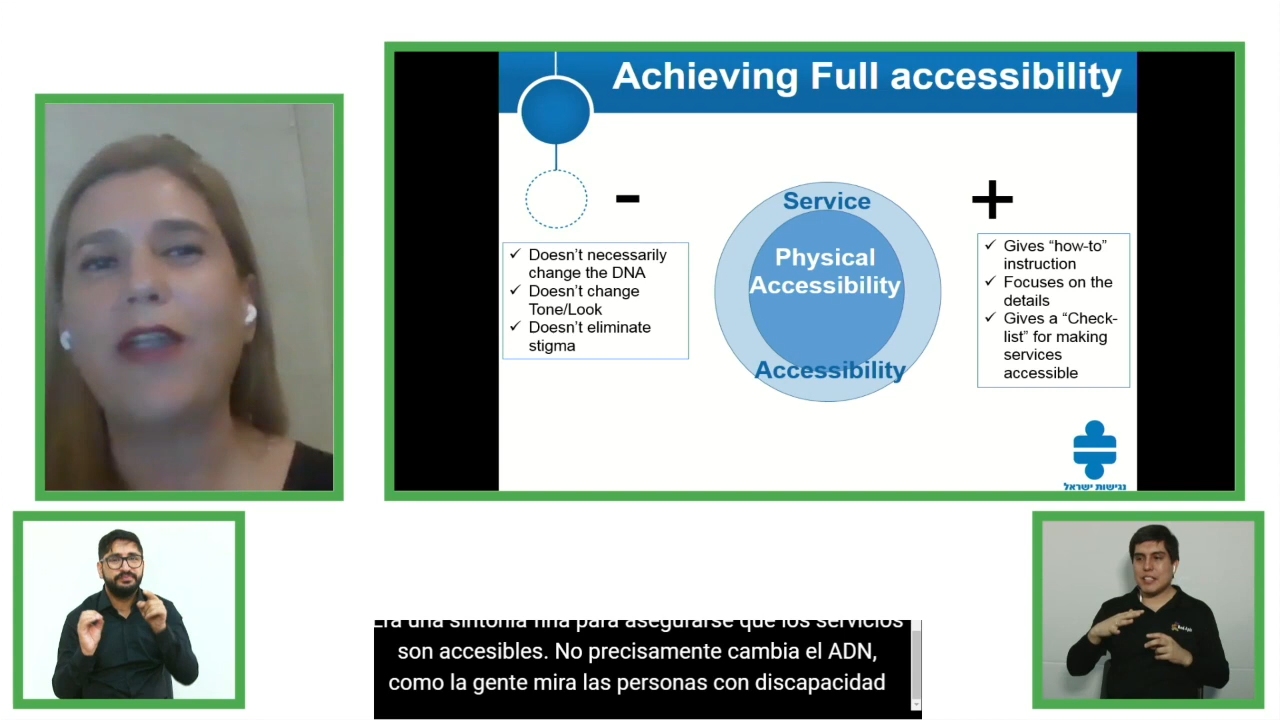 Achieving Full accessibility
-
+
Service
Physical
Accessibility
Accessibility
✓ Doesn't necessarily
change the DNA
✓ Doesn't change
Tone/Look
✓ Doesn't eliminate
stigma
✓ Gives “how-to”
instruction
✓ Focuses on the
details
✓ Gives a “Check-
list” for making
services
accessible
נגישות ישראל
Era una sintonía fina para asegurarse que los servicios
son accesibles. No precisamente cambia el ADN,
como la gente mira las personas con discapacidad